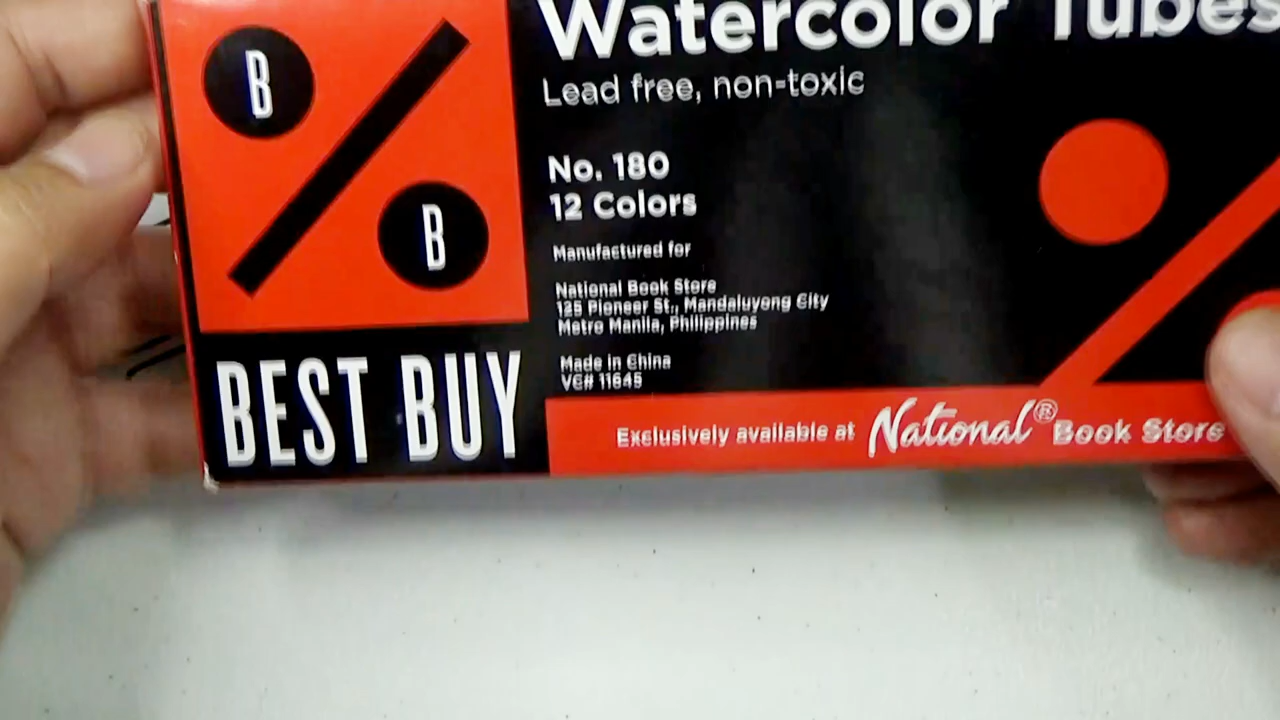 B
B
BEST BUY
Watercolor Tubes
Lead free, non-toxic
No. 180
12 Colors
Manufactured for
National Book Store
125 Pioneer St., Mandaluyong City
Metro Manila, Philippines
Made in China
VC# 11645
Exclusively available at National® Book Store